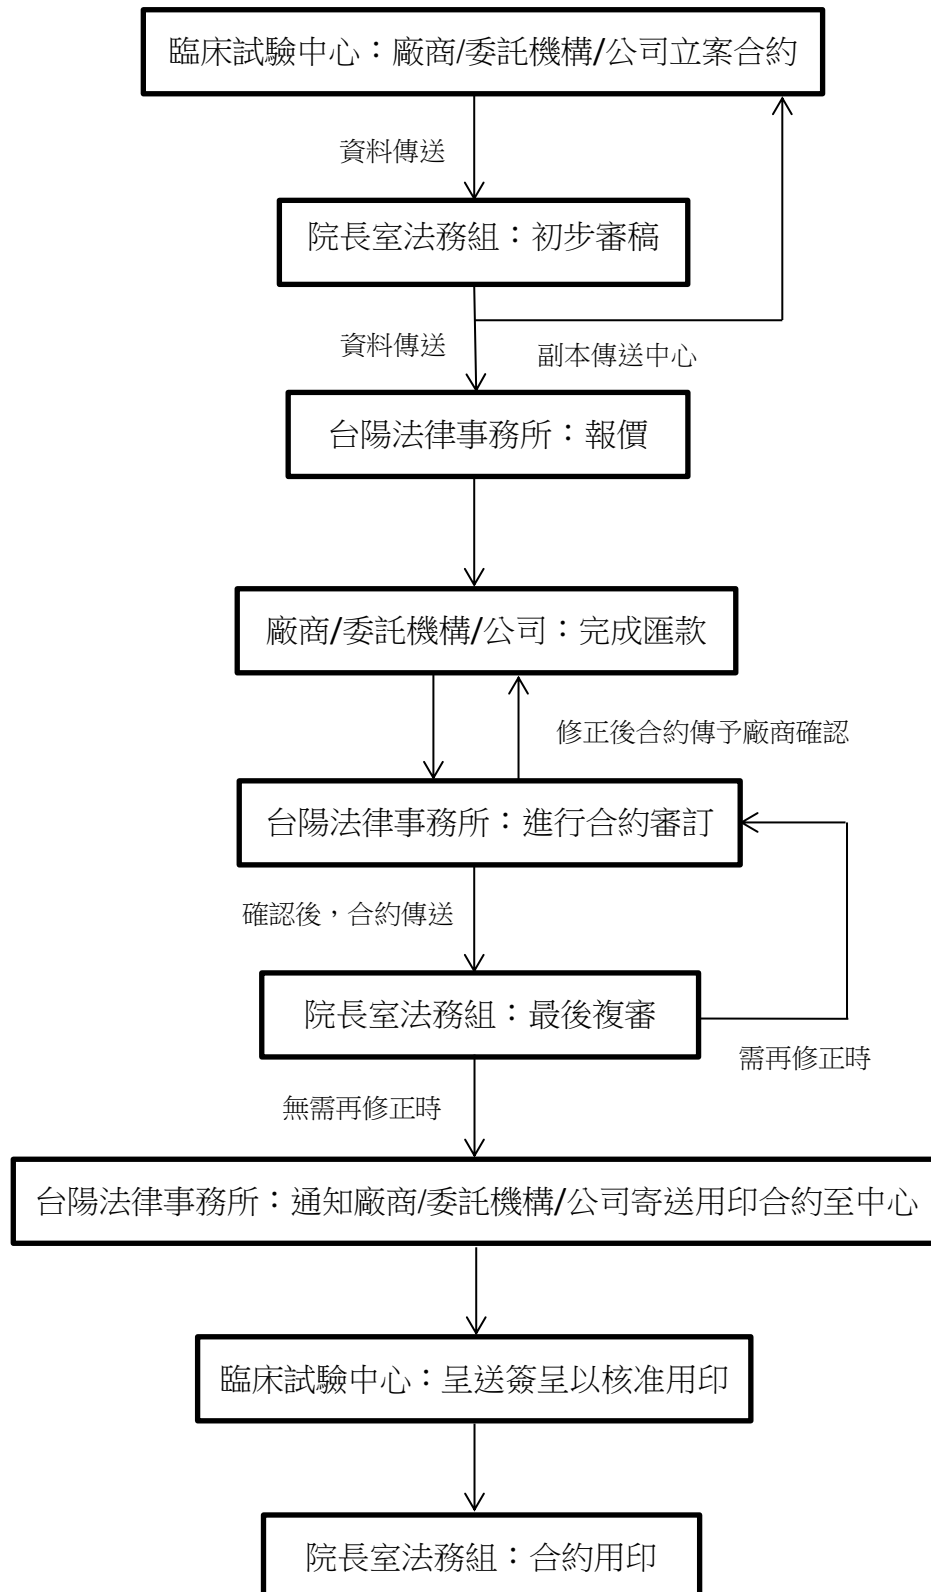 臨床試驗中心：廠商/委託機構/公司立案合約
資料傳送
院長室法務組：初步審稿
資料傳送
副本傳送中心
台陽法律事務所：報價
廠商/委託機構/公司：完成匯款
修正後合約傳予廠商確認
台陽法律事務所：進行合約審訂
確認後，合約傳送
院長室法務組：最後複審
需再修正時
無需再修正時
台陽法律事務所：通知廠商/委託機構/公司寄送用印合約至中心
臨床試驗中心：呈送簽呈以核准用印
院長室法務組：合約用印